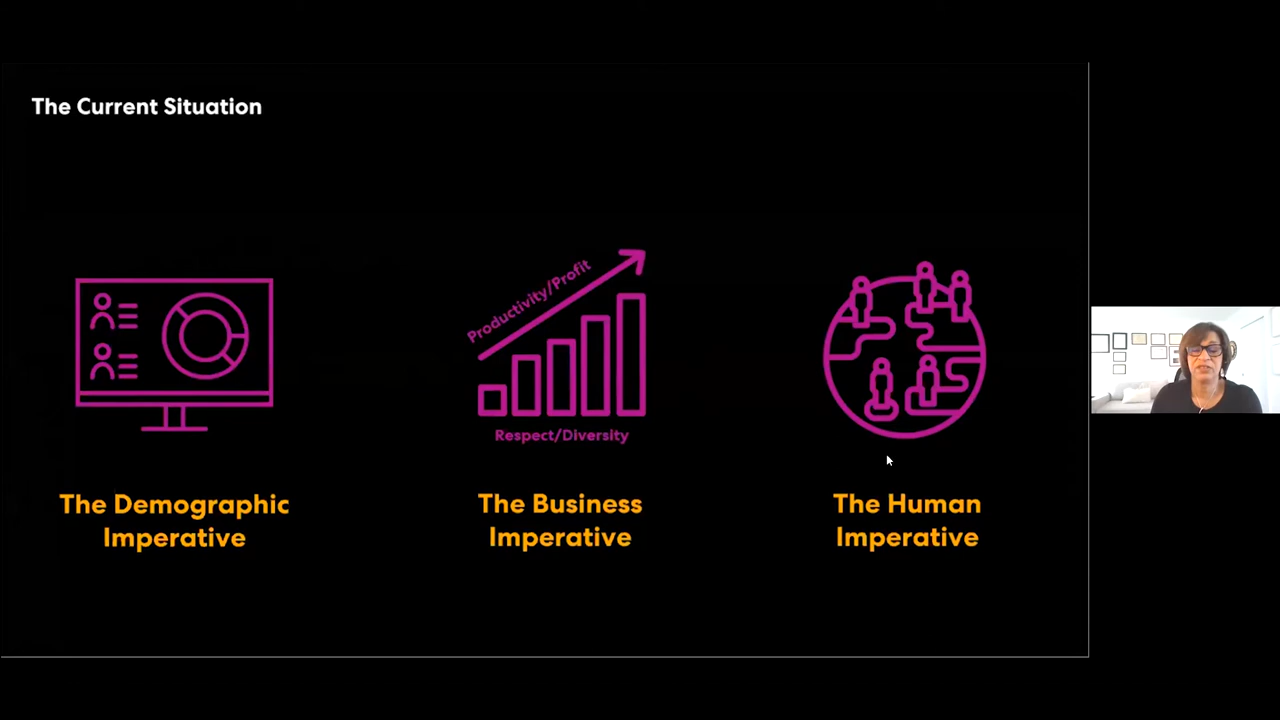 The Current Situation
Productivity/Profit
Respect/Diversity
The Demographic
Imperative
The Business
Imperative
The Human
Imperative